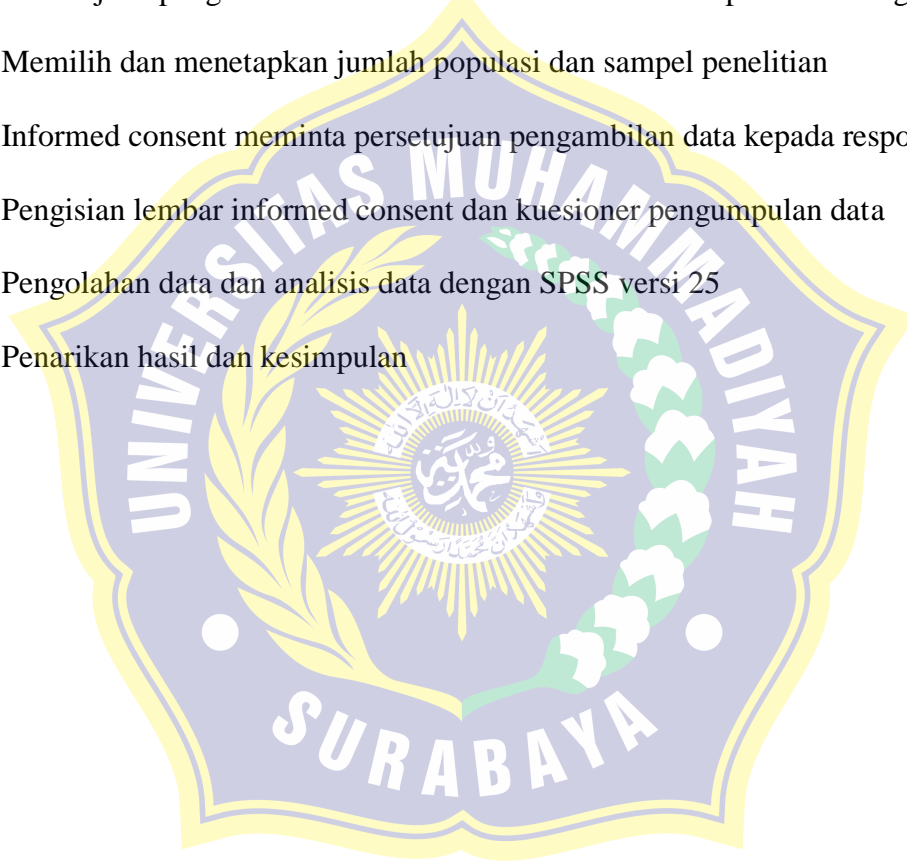 Memilih dan menetapkan jumlah populasi dan sampel penelitian
Informed consent meminta persetujuan pengambilan data kepada respo
Pengisian lembar informed consent dan kuesioner pengumpulan data
Pengolahan data dan analisis data dengan SPSS versi 25
Penarikan hasil dan kesimpulan
UNIVERSITAS MUHAMMADIYAH
SURABAYA